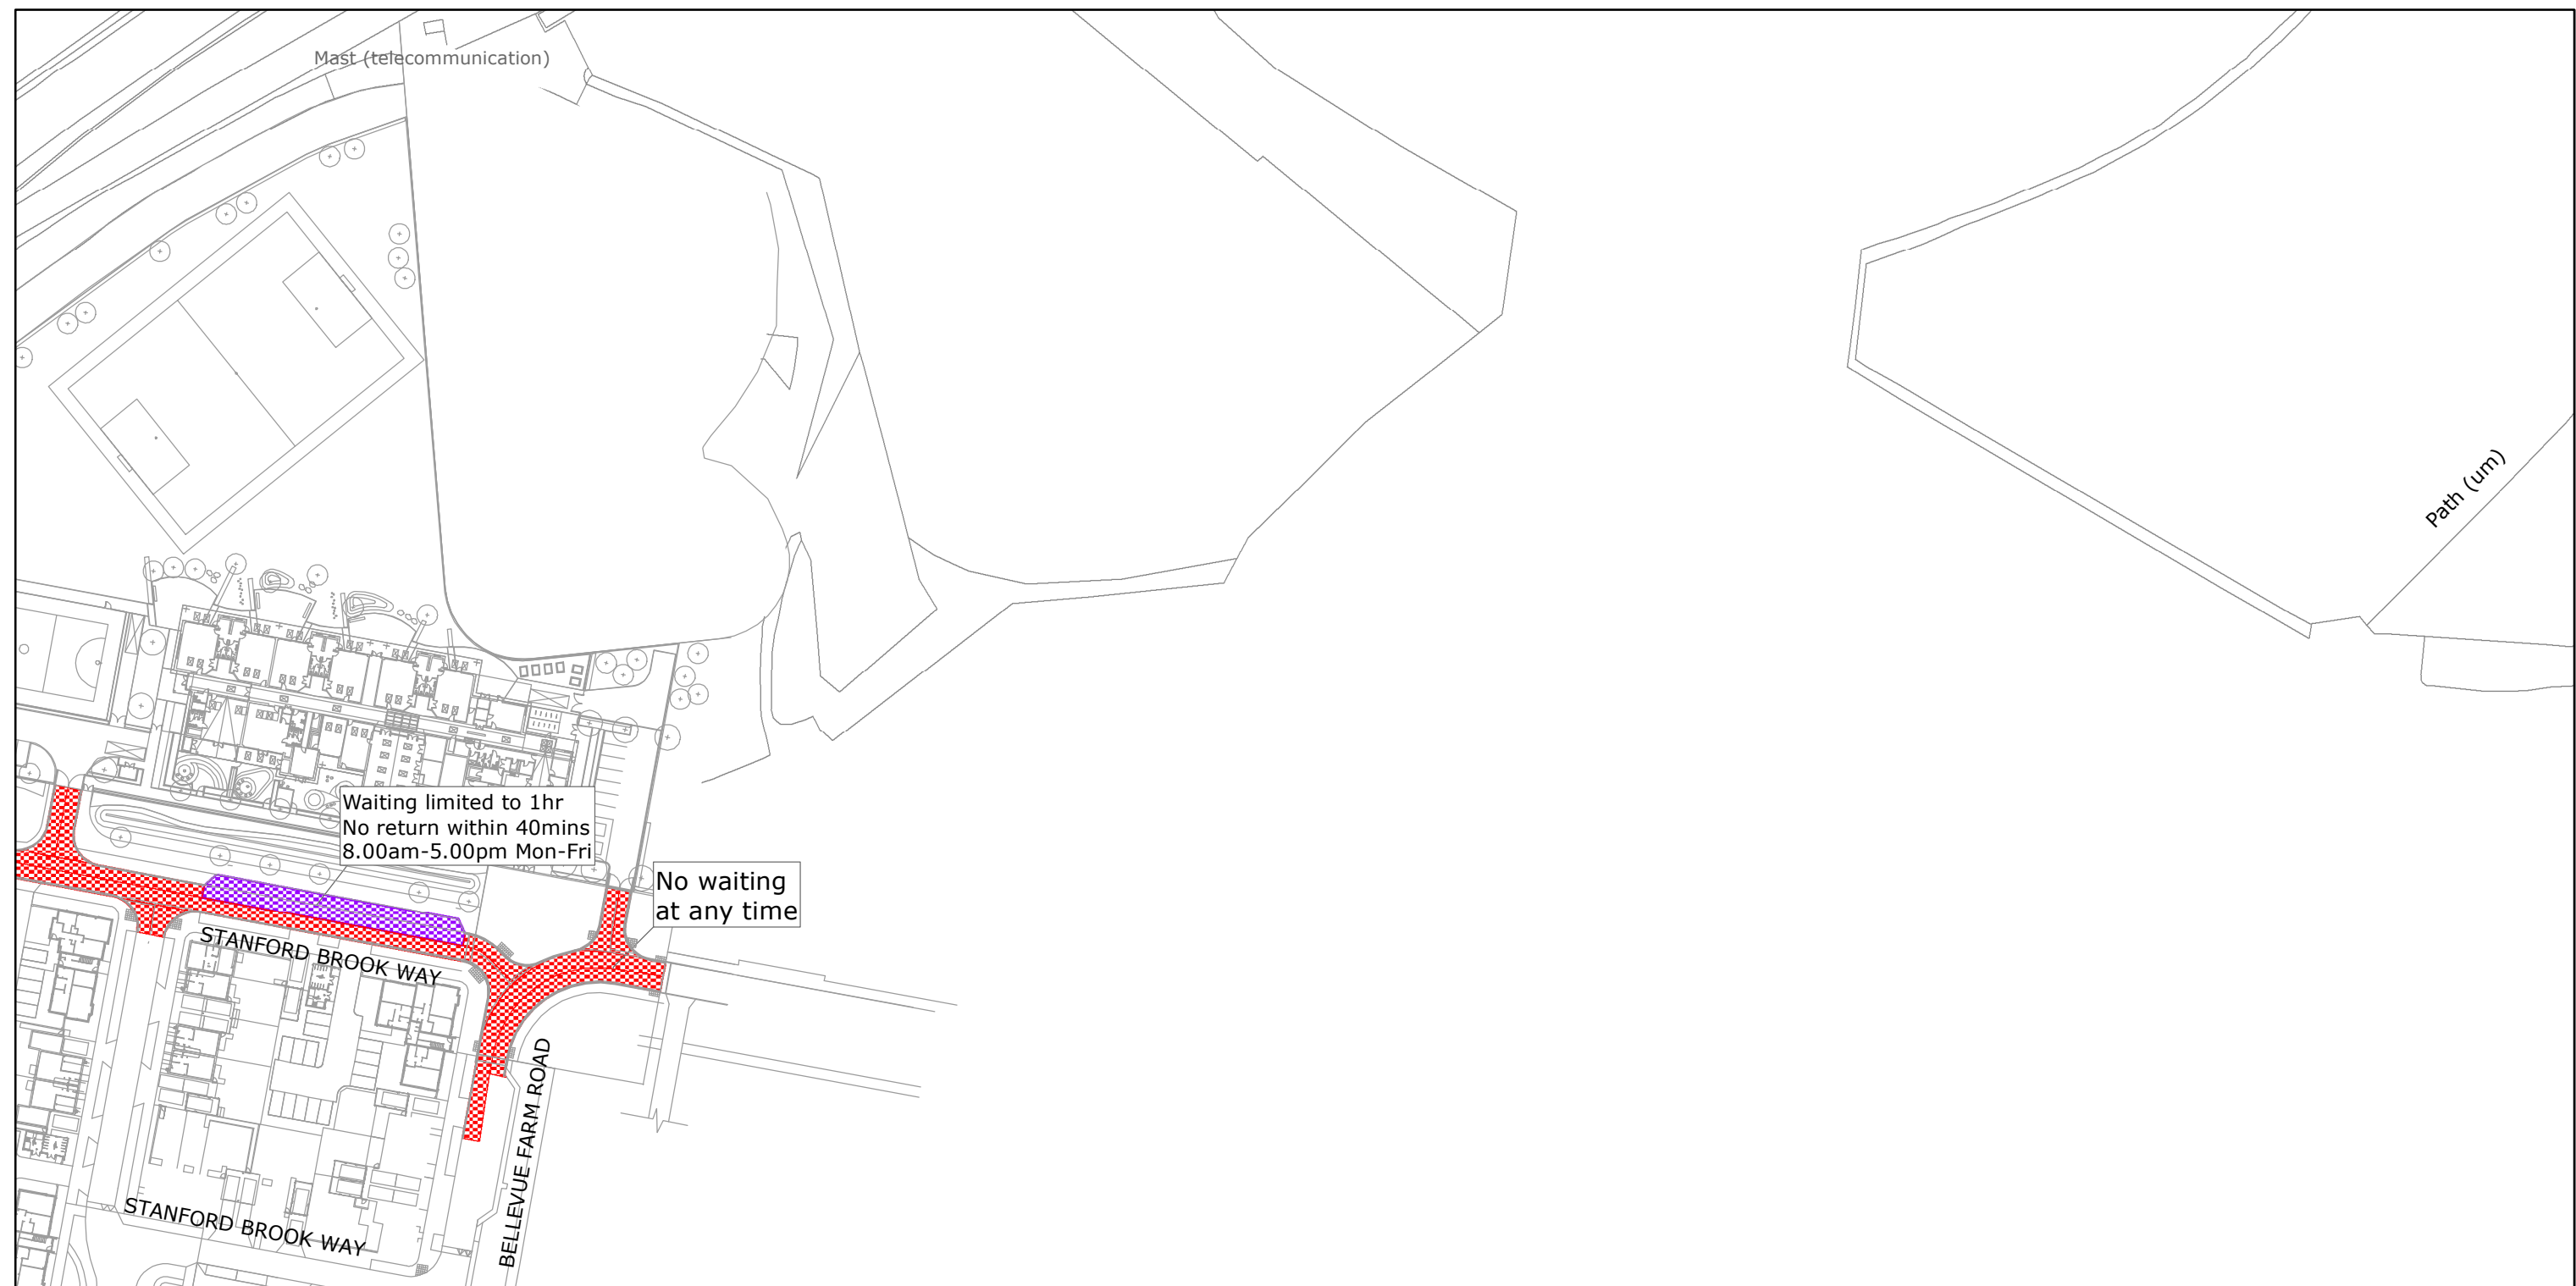 Mast (telecommunication)
Path (um)
Waiting limited to 1hr
No return within 40mins
8.00am-5.00pm Mon-Fri
No waiting
at any time
STANFORD BROOK WAY
BELLEVUE FARM ROAD
STANFORD BROOK WAY